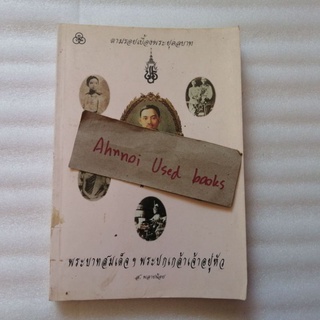 ตามรอยเบื้องพระยุคลบาท
Ahnnoi Used books
พระบาทสมเด็จฯ พระปกเกล้าเจ้าอยู่หัว